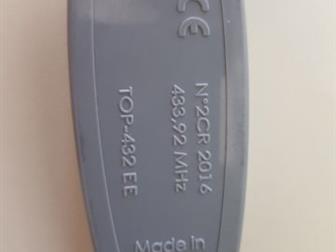 CE
N°2CR 2016
433,92 MHz
TOP-432 EE
Made in